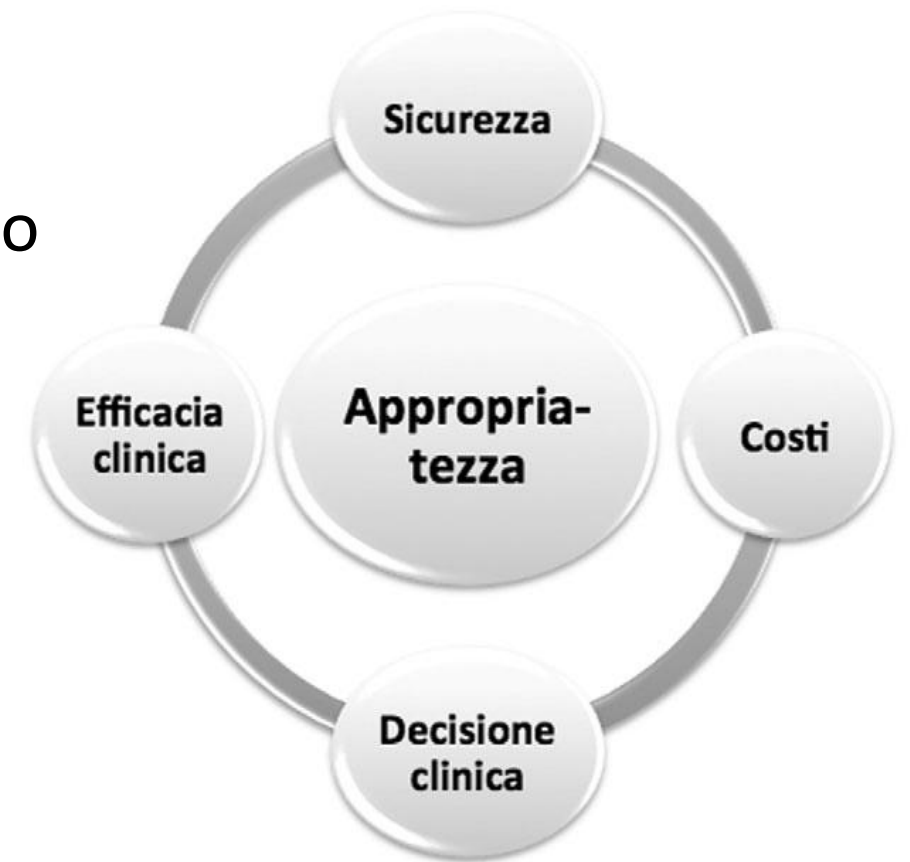 Sicurezza
o
Efficacia
clinica
Appropria-
tezza
Costi
Decisione
clinica